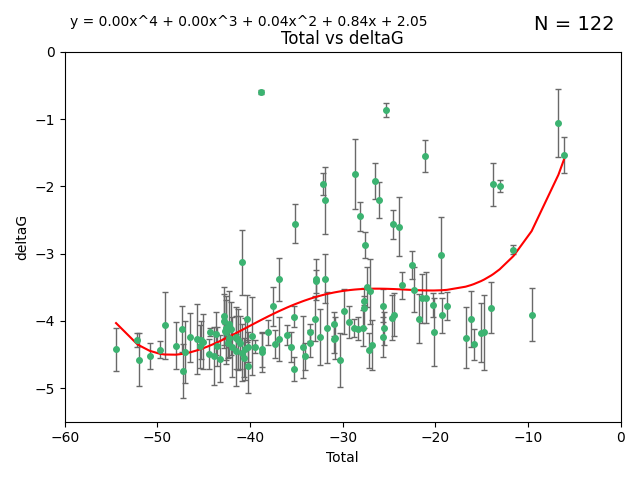 y = 0.00x^4 + 0.00x^3 + 0.04x^2 + 0.84x + 2.05
N = 122
Total vs deltaG
0
−1
−2
−3
−4
−5
deltaG
−60
−50
−40
−30
−20
−10
0
Total